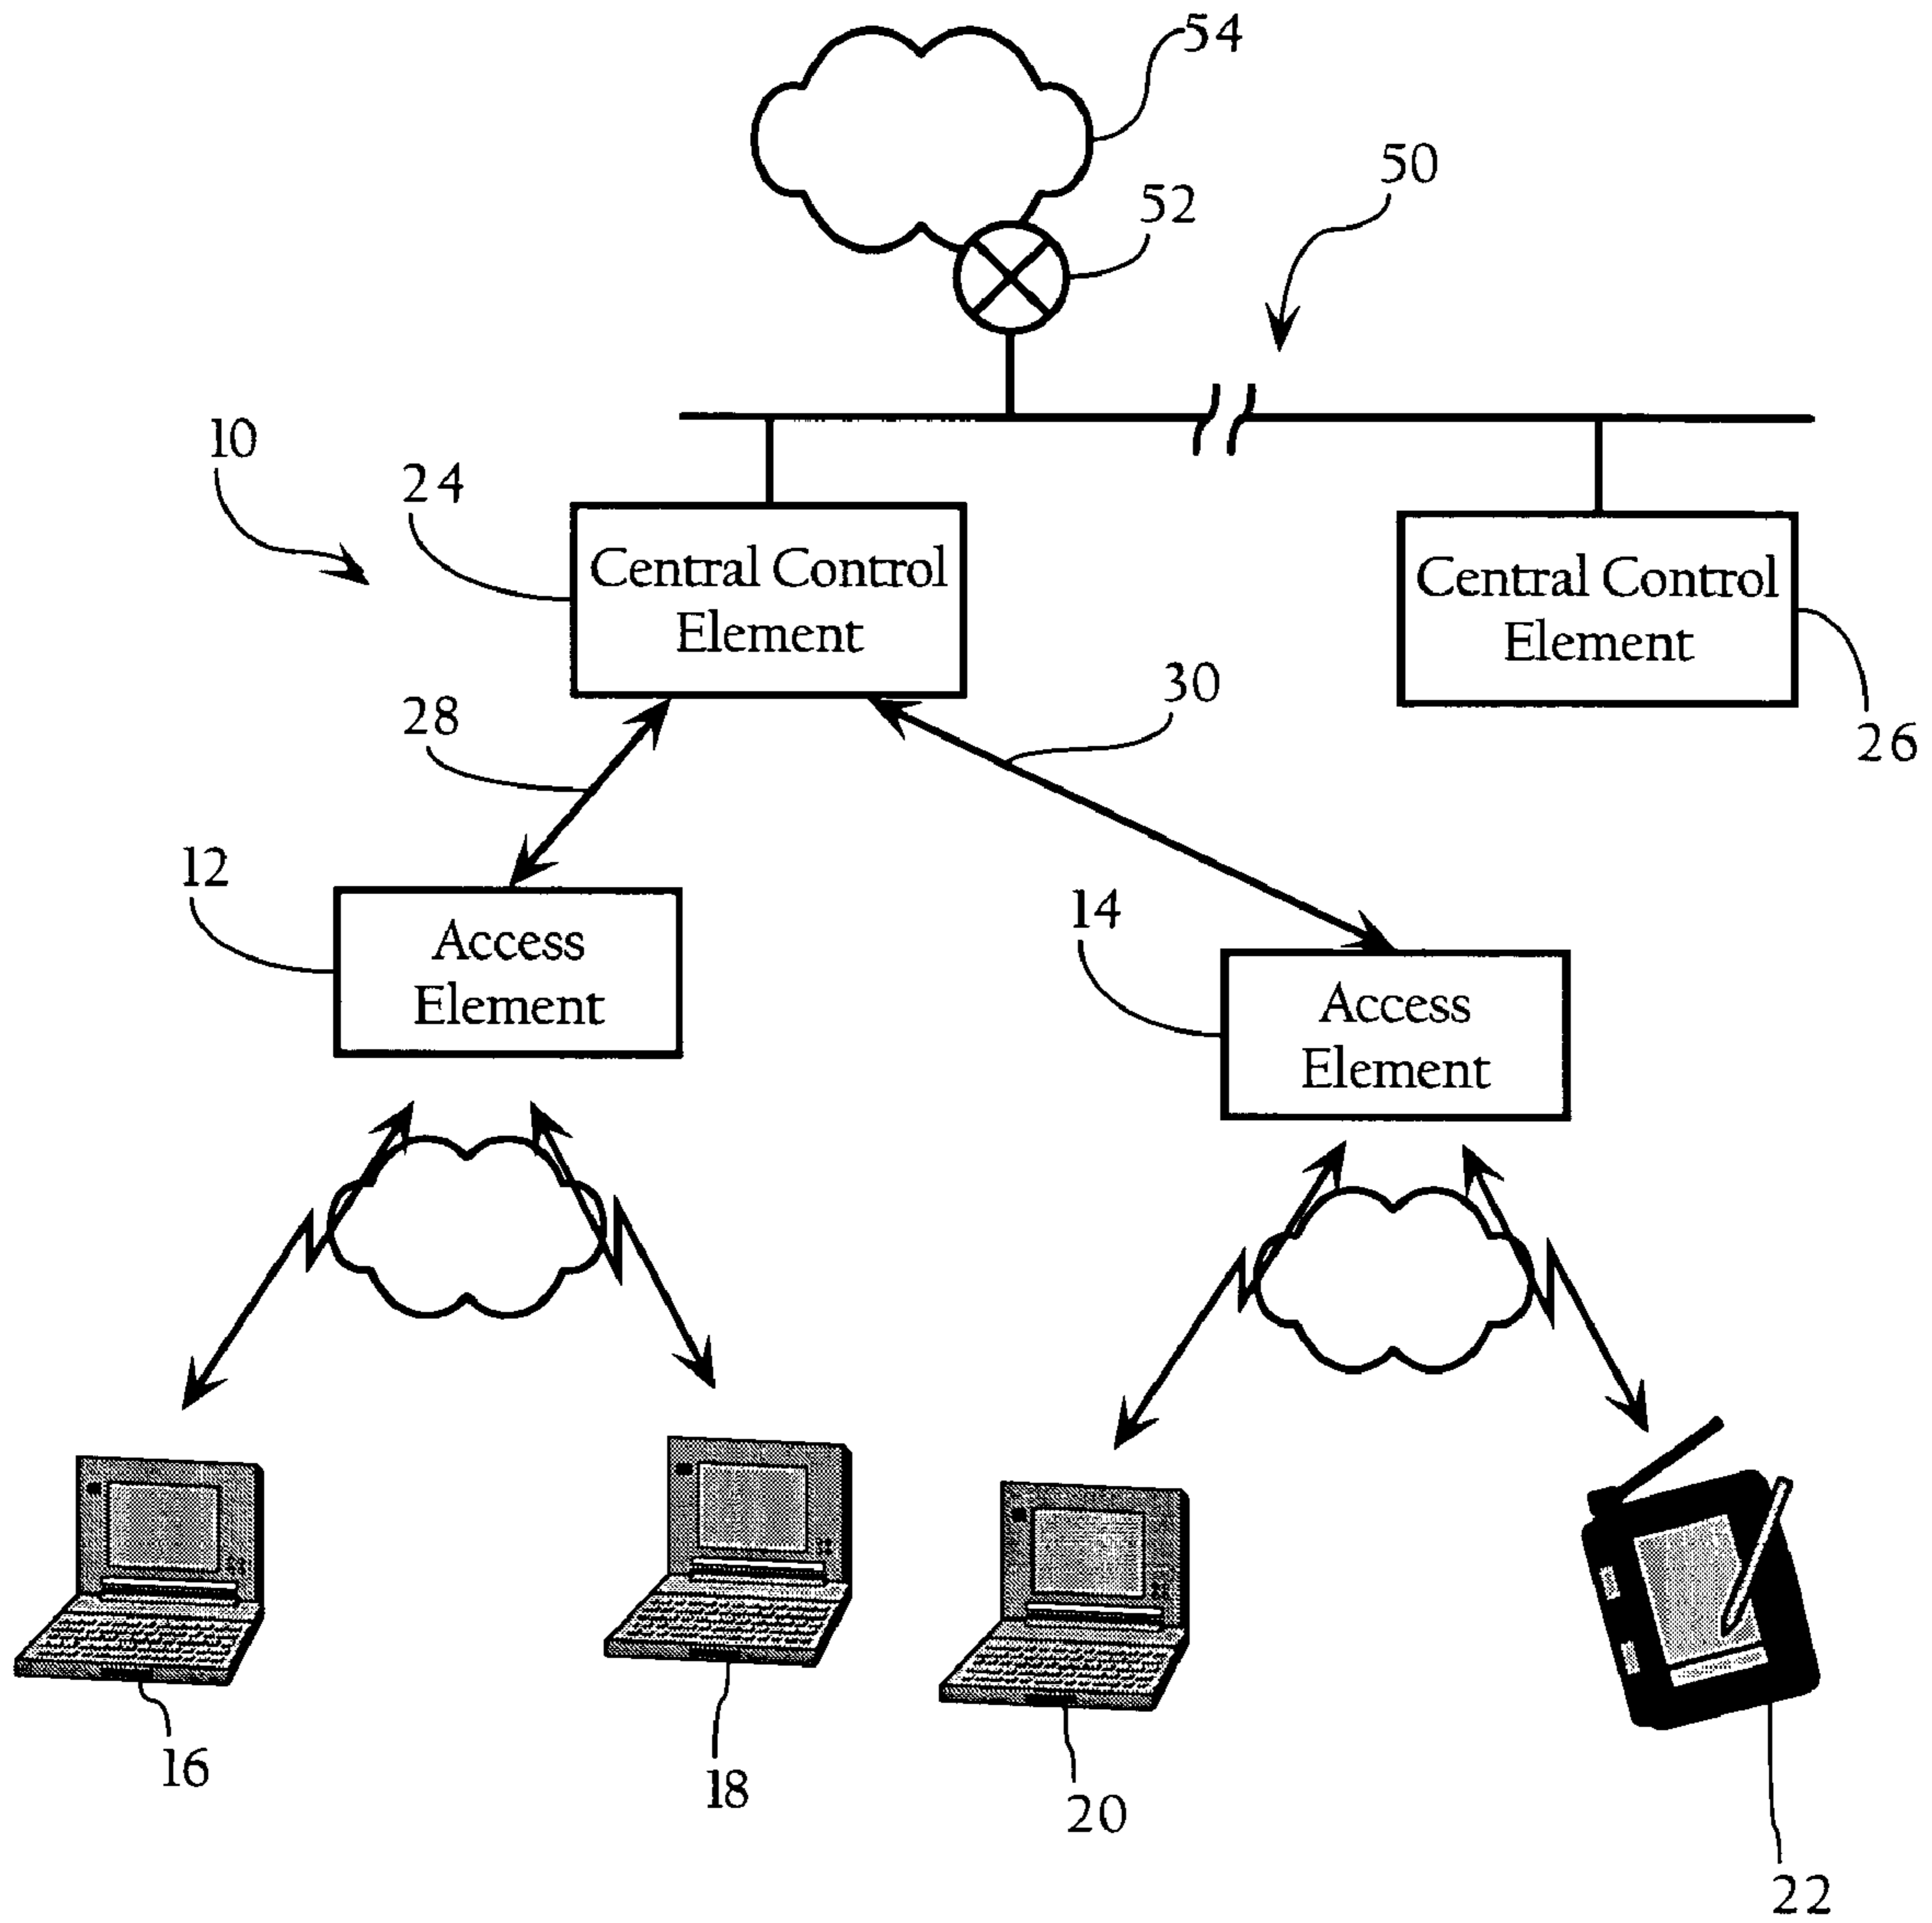 54
50
52
10
24
Central Control
Element
Central Control
Element
30
28
26
12
14
Access
Element
Access
Element
16
18
20
22